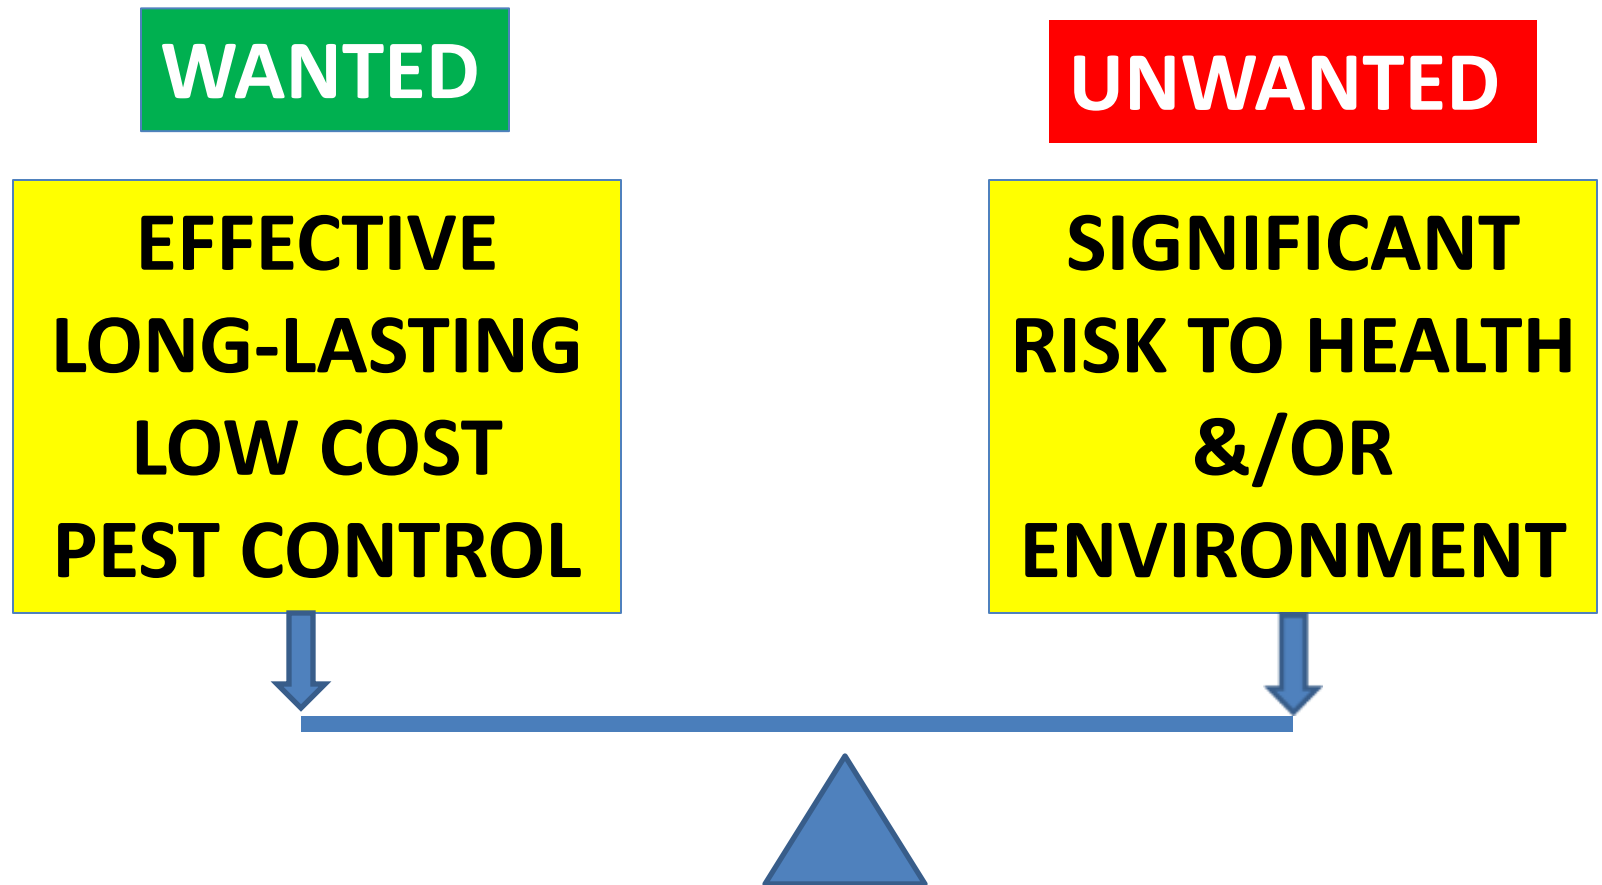 WANTED
UNWANTED
EFFECTIVE
LONG-LASTING
LOW COST
PEST CONTROL
SIGNIFICANT
RISK TO HEALTH
&/OR
ENVIRONMENT